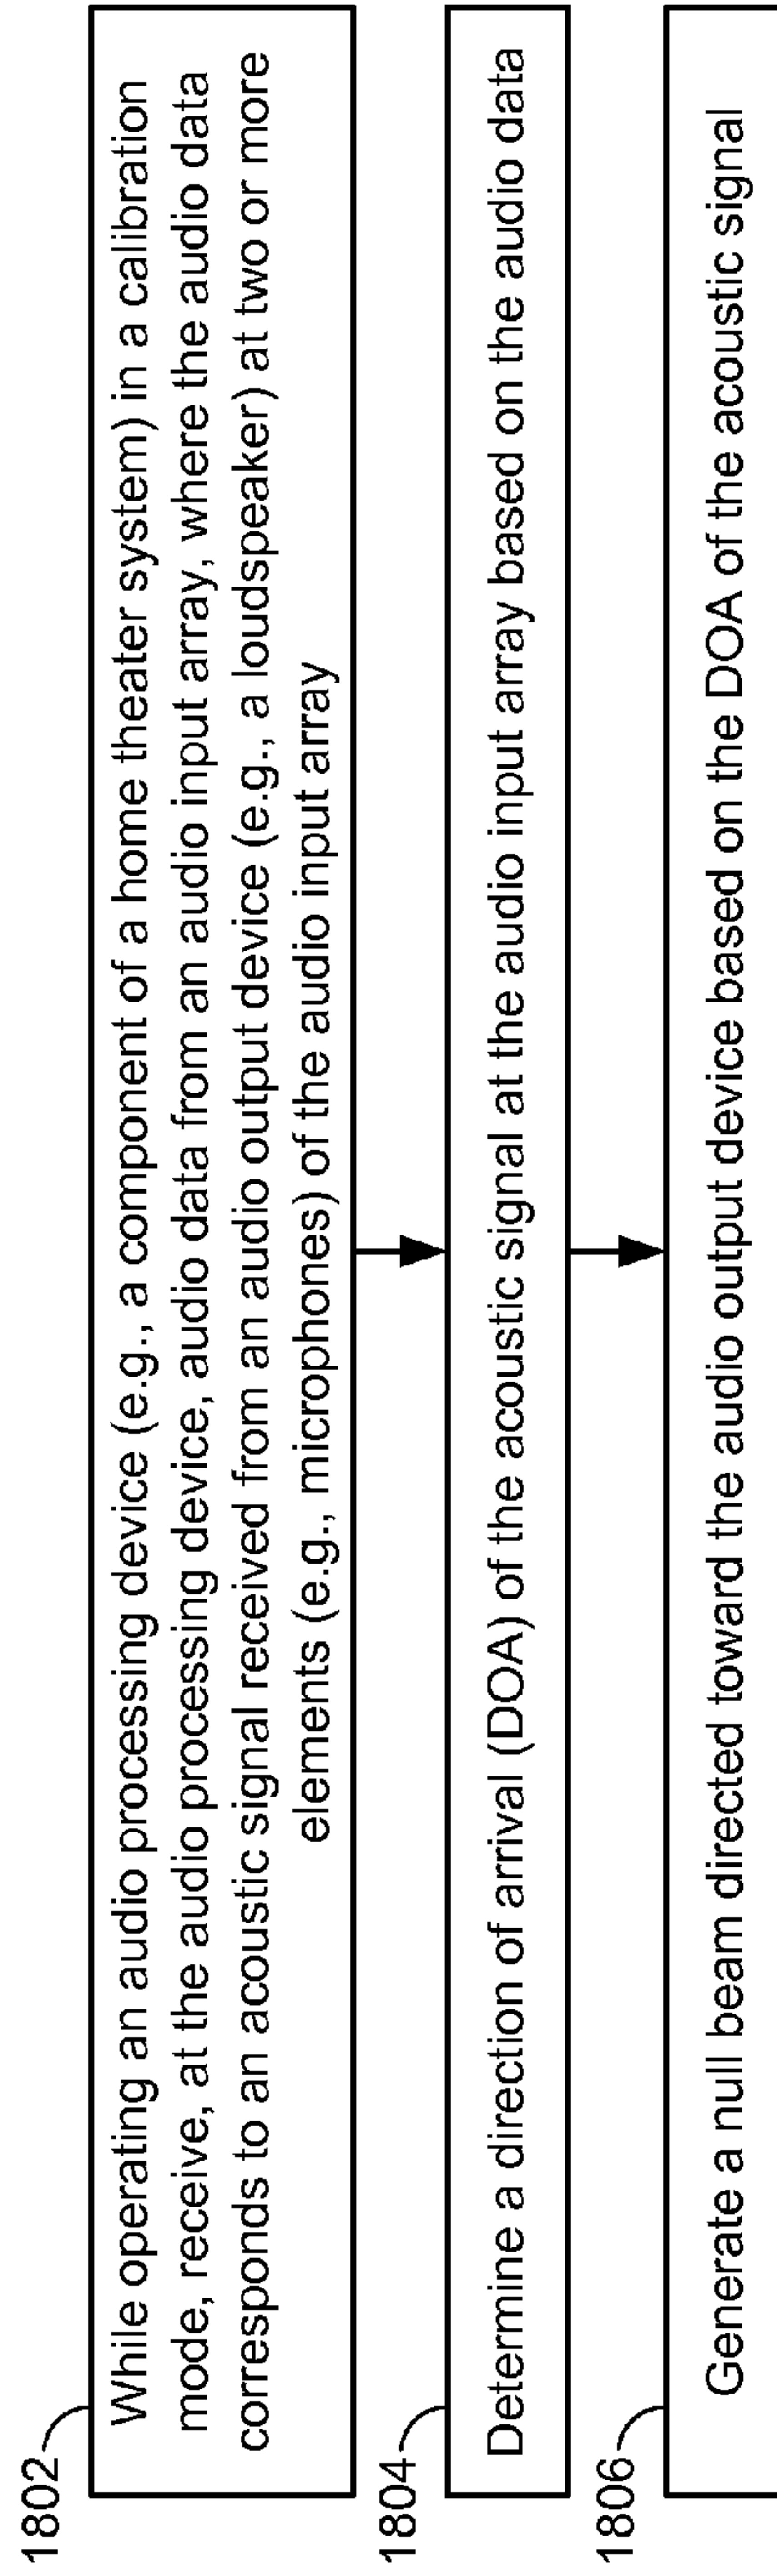 1802
While operating an audio processing device (e.g., a component of a home theater system) in a calibration
mode, receive, at the audio processing device, audio data from an audio input array, where the audio data
corresponds to an acoustic signal received from an audio output device (e.g., a loudspeaker) at two or more
elements (e.g., microphones) of the audio input array
1804
Determine a direction of arrival (DOA) of the acoustic signal at the audio input array based on the audio data
1806
Generate a null beam directed toward the audio output device based on the DOA of the acoustic signal